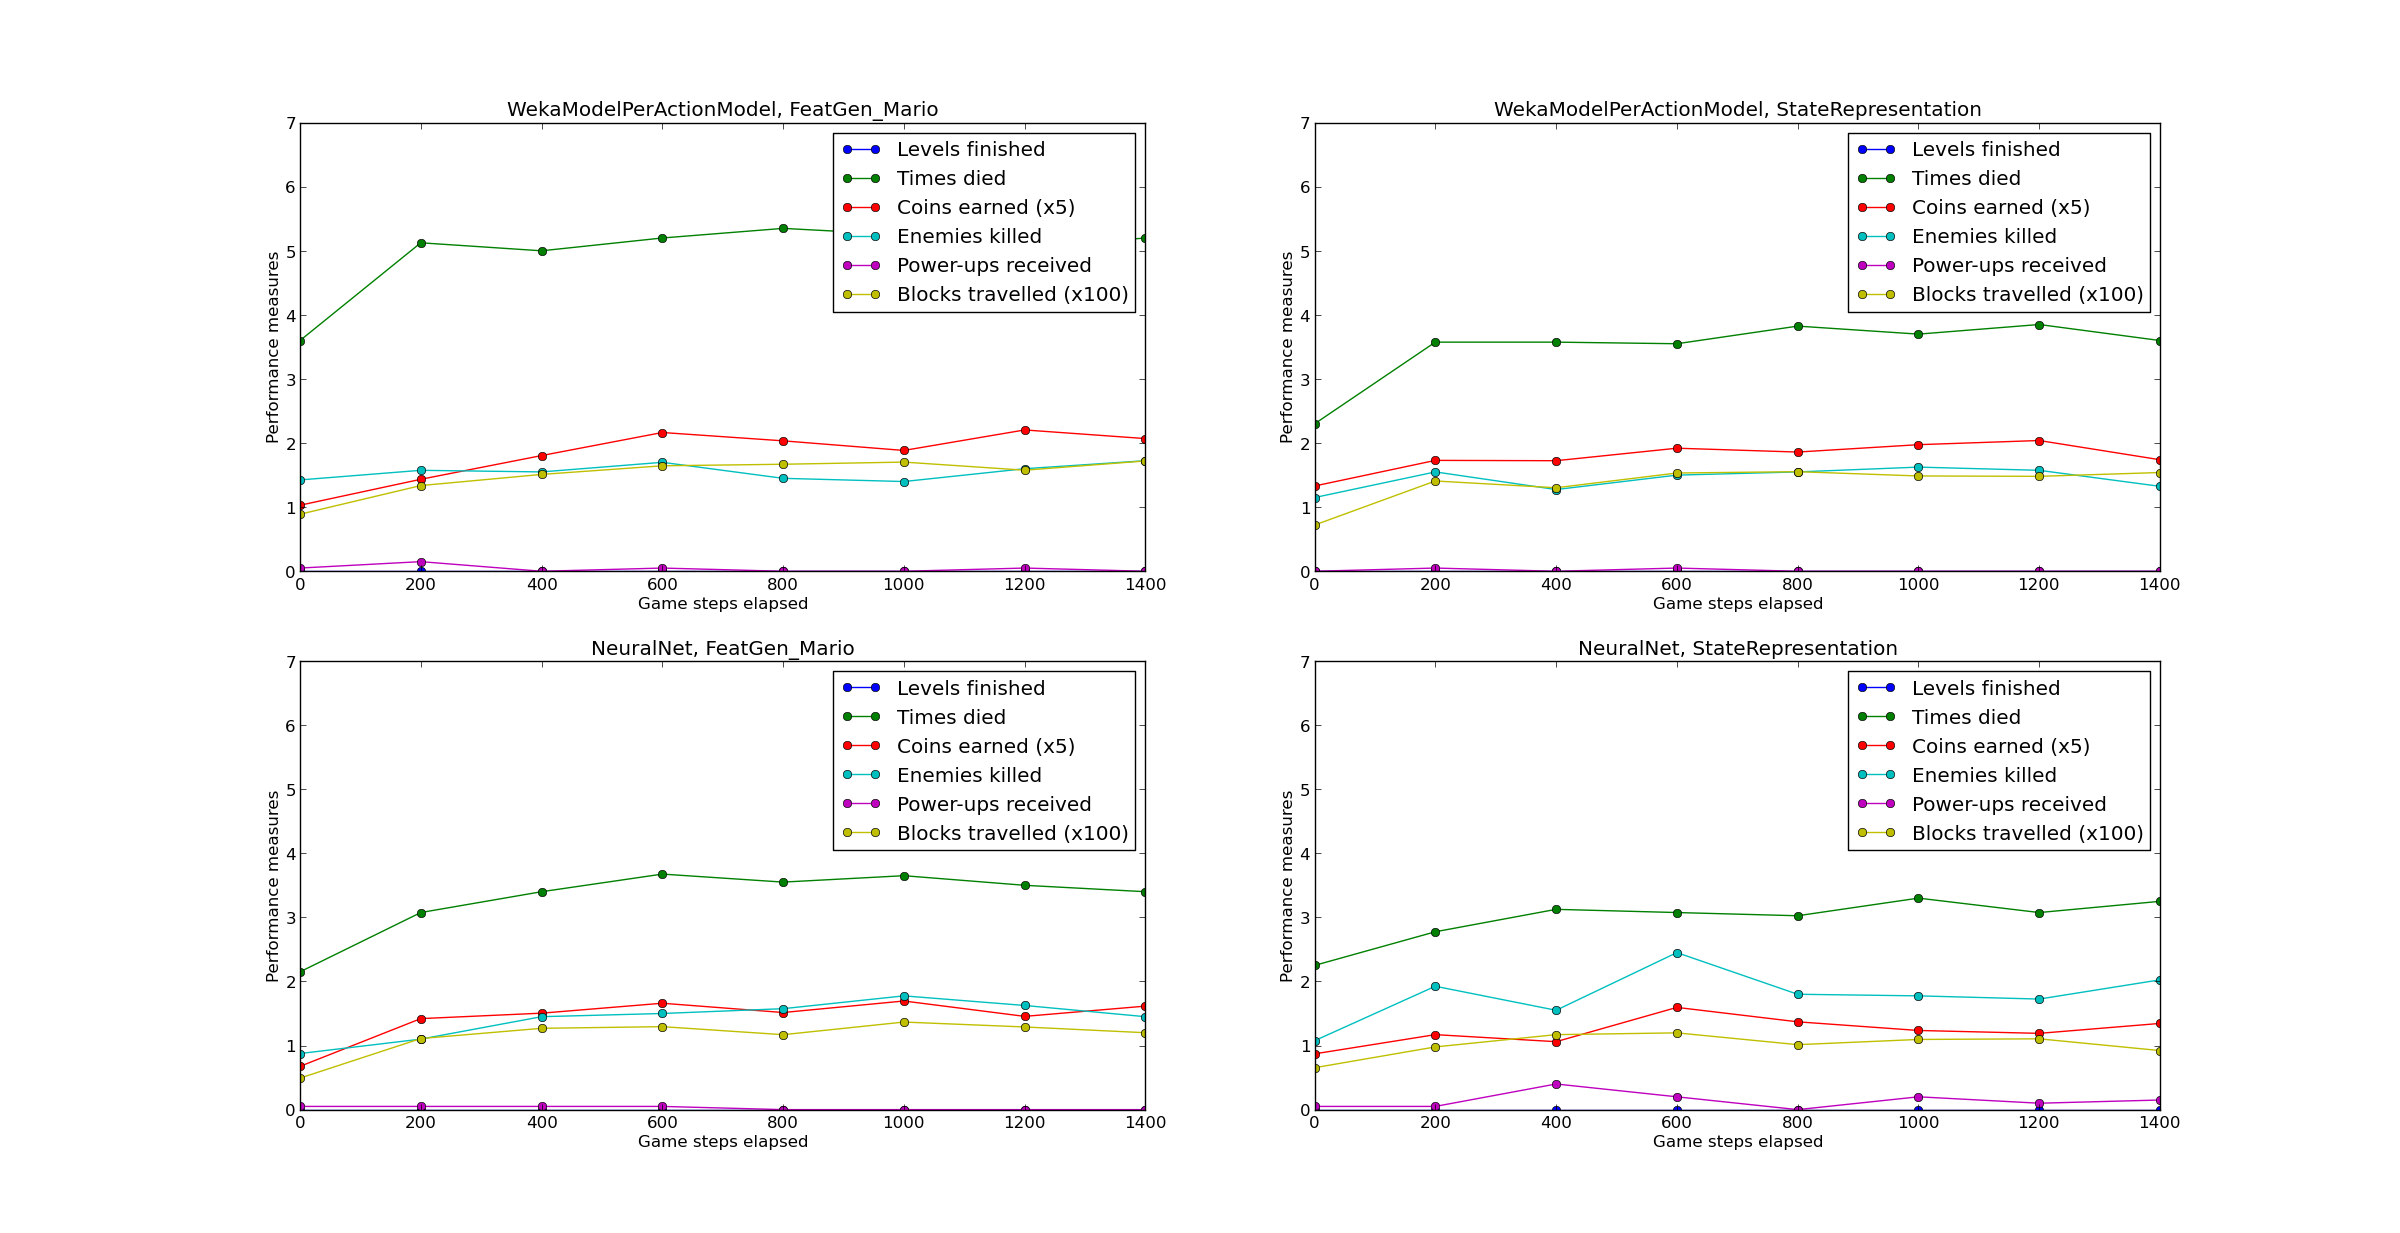 WekaModelPerActionModel, FeatGen_Mario
7
6
5
4
3
2
1
0
Performance measures
Levels finished
Times died
Coins earned (x5)
Enemies killed
Power-ups received
Blocks travelled (x100)
0 200 400 600 800 1000 1200 1400
Game steps elapsed
WekaModelPerActionModel, StateRepresentation
7
6
5
4
3
2
1
0
Performance measures
Levels finished
Times died
Coins earned (x5)
Enemies killed
Power-ups received
Blocks travelled (x100)
0 200 400 600 800 1000 1200 1400
Game steps elapsed
NeuralNet, FeatGen_Mario
7
6
5
4
3
2
1
0
Performance measures
Levels finished
Times died
Coins earned (x5)
Enemies killed
Power-ups received
Blocks travelled (x100)
0 200 400 600 800 1000 1200 1400
Game steps elapsed
NeuralNet, StateRepresentation
7
6
5
4
3
2
1
0
Performance measures
Levels finished
Times died
Coins earned (x5)
Enemies killed
Power-ups received
Blocks travelled (x100)
0 200 400 600 800 1000 1200 1400
Game steps elapsed